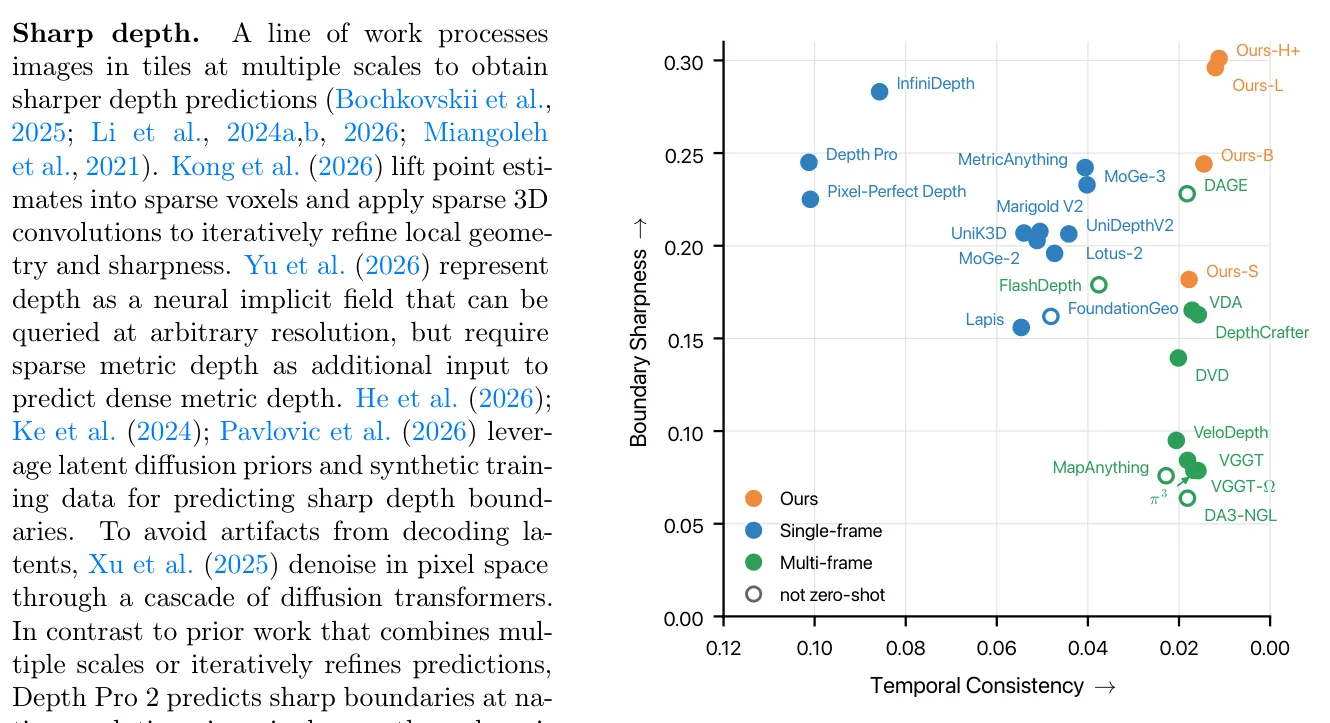 Sharp depth. A line of work processes
images in tiles at multiple scales to obtain
sharper depth predictions (Bochkovskii et al.,
2025; Li et al., 2024a,b, 2026; Miangoleh
et al., 2021). Kong et al. (2026) lift point esti-
mates into sparse voxels and apply sparse 3D
convolutions to iteratively refine local geome-
try and sharpness. Yu et al. (2026) represent
depth as a neural implicit field that can be
queried at arbitrary resolution, but require
sparse metric depth as additional input to
predict dense metric depth. He et al. (2026);
Ke et al. (2024); Pavlovic et al. (2026) lever-
age latent diffusion priors and synthetic train-
ing data for predicting sharp depth bound-
aries. To avoid artifacts from decoding la-
tents, Xu et al. (2025) denoise in pixel space
through a cascade of diffusion transformers.
In contrast to prior work that combines mul-
tiple scales or iteratively refines predictions,
Depth Pro 2 predicts sharp boundaries at na-
Boundary Sharpness →
0.30
0.25
0.20
0.15
0.10
0.05
0.00
Ours-H+
InfiniDepth
Ours-L
Depth Pro
MetricAnything
Ours-B
MoGe-3
DAGE
Pixel-Perfect Depth
Marigold V2
UniK3D
UniDepthV2
MoGe-2
Lotus-2
Ours-S
FlashDepth
VDA
FoundationGeo
Lapis
DepthCrafter
DVD
VeloDepth
VGGT
MapAnything
VGGT-Ω
π³
DA3-NGL
Ours
Single-frame
Multi-frame
not zero-shot
0.12 0.10 0.08 0.06 0.04 0.02 0.00
Temporal Consistency →